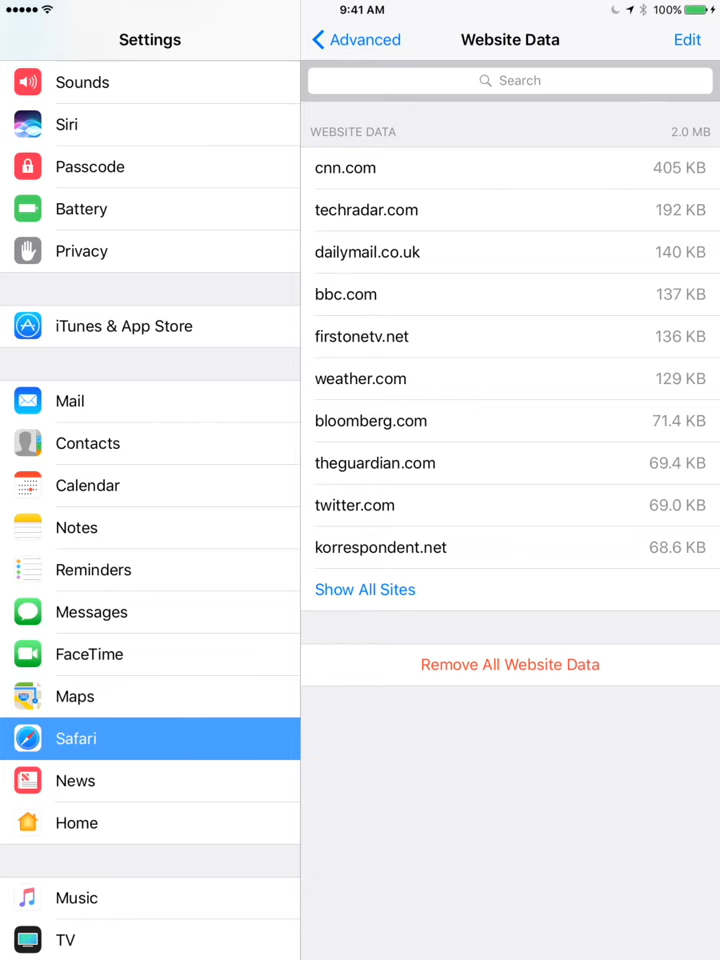 9:41 AM
100%
Settings
Advanced
Website Data
Edit
Sounds
Siri
Passcode
Battery
Privacy
iTunes & App Store
Mail
Contacts
Calendar
Notes
Reminders
Messages
FaceTime
Maps
Safari
News
Home
Music
TV
Search
WEBSITE DATA 2.0 MB
cnn.com 405 KB
techradar.com 192 KB
dailymail.co.uk 140 KB
bbc.com 137 KB
firstonetv.net 136 KB
weather.com 129 KB
bloomberg.com 71.4 KB
theguardian.com 69.4 KB
twitter.com 69.0 KB
korrespondent.net 68.6 KB
Show All Sites
Remove All Website Data